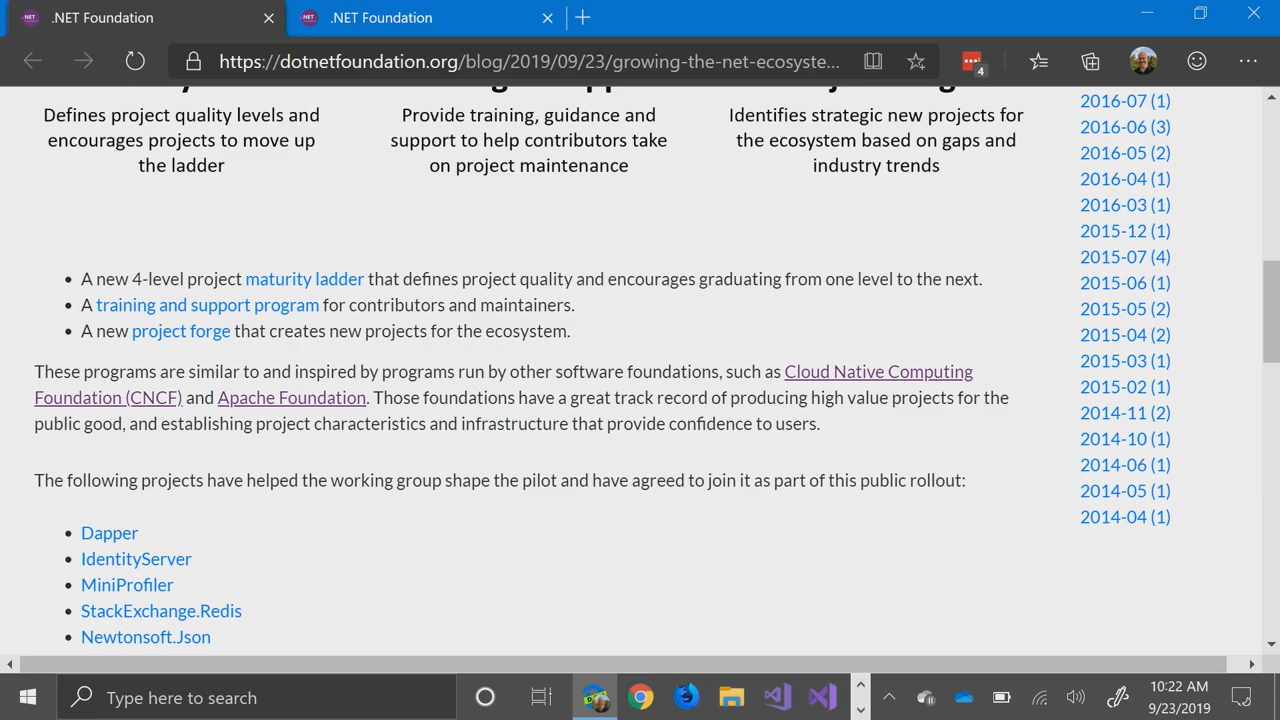 .NET Foundation
.NET Foundation
https://dotnetfoundation.org/blog/2019/09/23/growing-the-net-ecosyste...
4
Defines project quality levels and
encourages projects to move up
the ladder
Provide training, guidance and
support to help contributors take
on project maintenance
Identifies strategic new projects for
the ecosystem based on gaps and
industry trends
• A new 4-level project maturity ladder that defines project quality and encourages graduating from one level to the next.
• A training and support program for contributors and maintainers.
• A new project forge that creates new projects for the ecosystem.
These programs are similar to and inspired by programs run by other software foundations, such as Cloud Native Computing
Foundation (CNCF) and Apache Foundation. Those foundations have a great track record of producing high value projects for the
public good, and establishing project characteristics and infrastructure that provide confidence to users.
The following projects have helped the working group shape the pilot and have agreed to join it as part of this public rollout:
• Dapper
• IdentityServer
• MiniProfiler
• StackExchange.Redis
• Newtonsoft.Json
2016-07 (1)
2016-06 (3)
2016-05 (2)
2016-04 (1)
2016-03 (1)
2015-12 (1)
2015-07 (4)
2015-06 (1)
2015-05 (2)
2015-04 (2)
2015-03 (1)
2015-02 (1)
2014-11 (2)
2014-10 (1)
2014-06 (1)
2014-05 (1)
2014-04 (1)
Type here to search
10:22 AM
9/23/2019